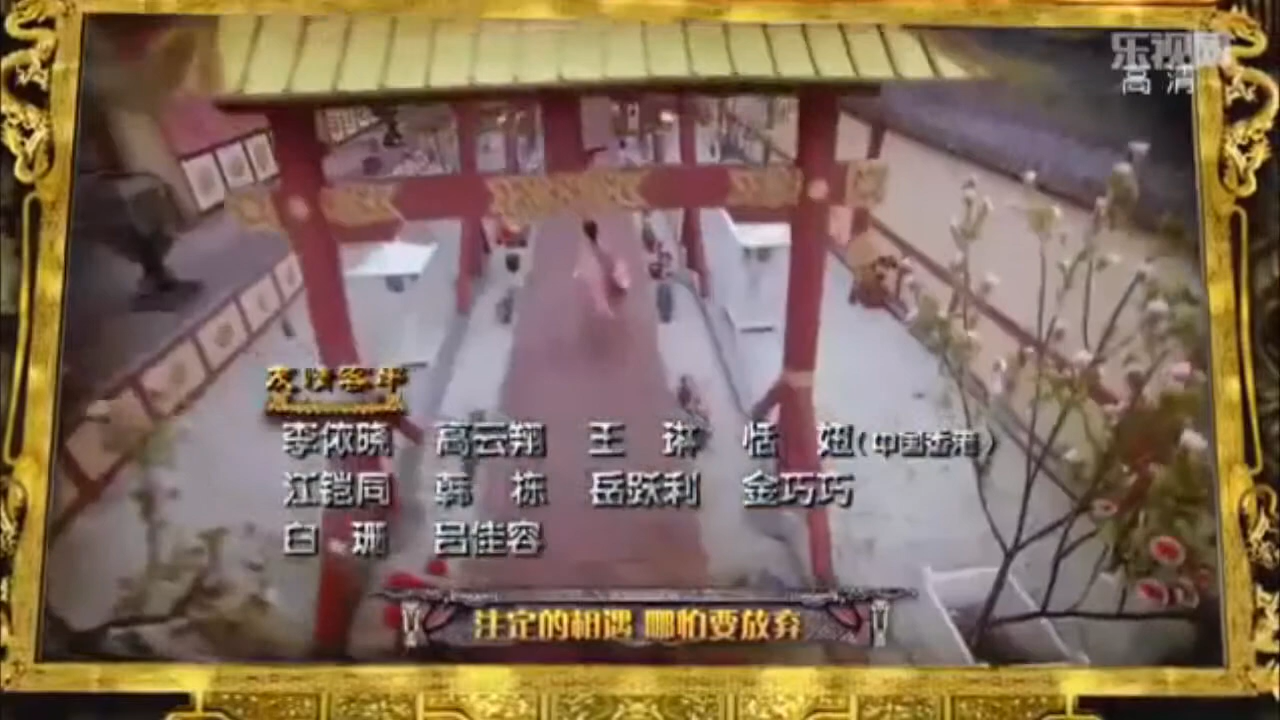 乐视网
高清
友情客串
李依晓 高云翔 王琳 恬妞(中国香港)
江铠同 韩栋 岳跃利 金巧巧
白珊 吕佳容
注定的相遇 哪怕要放弃